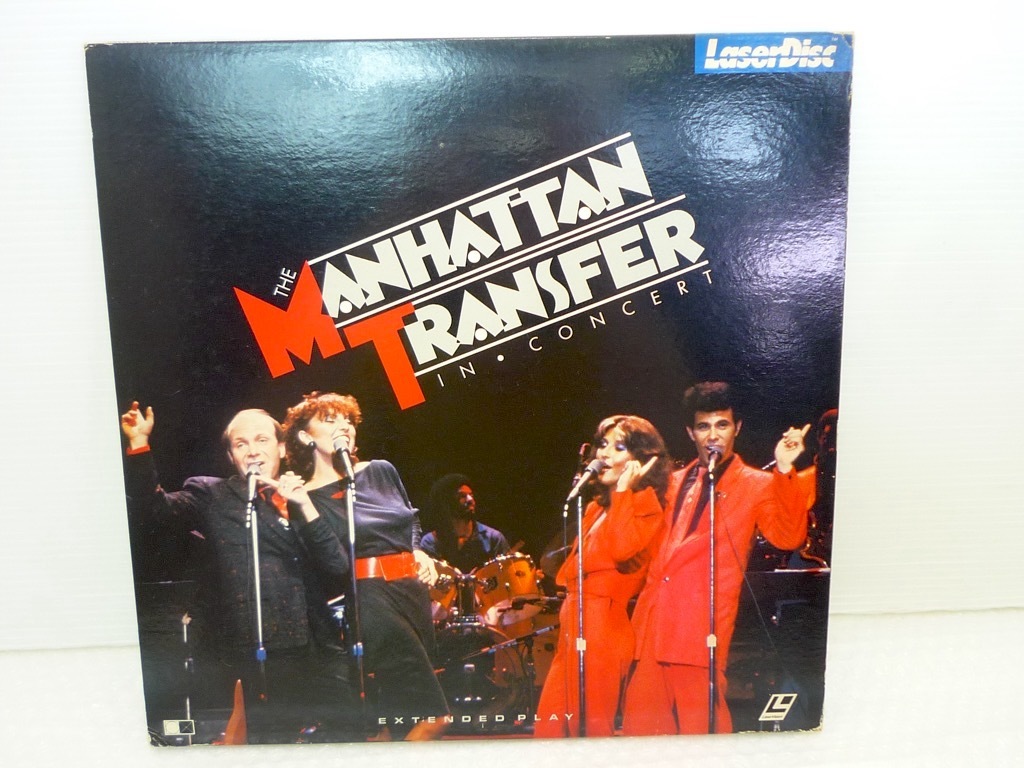 LaserDisc
THE
MANHATTAN
TRANSFER
IN • CONCERT
EXTENDED PLAY